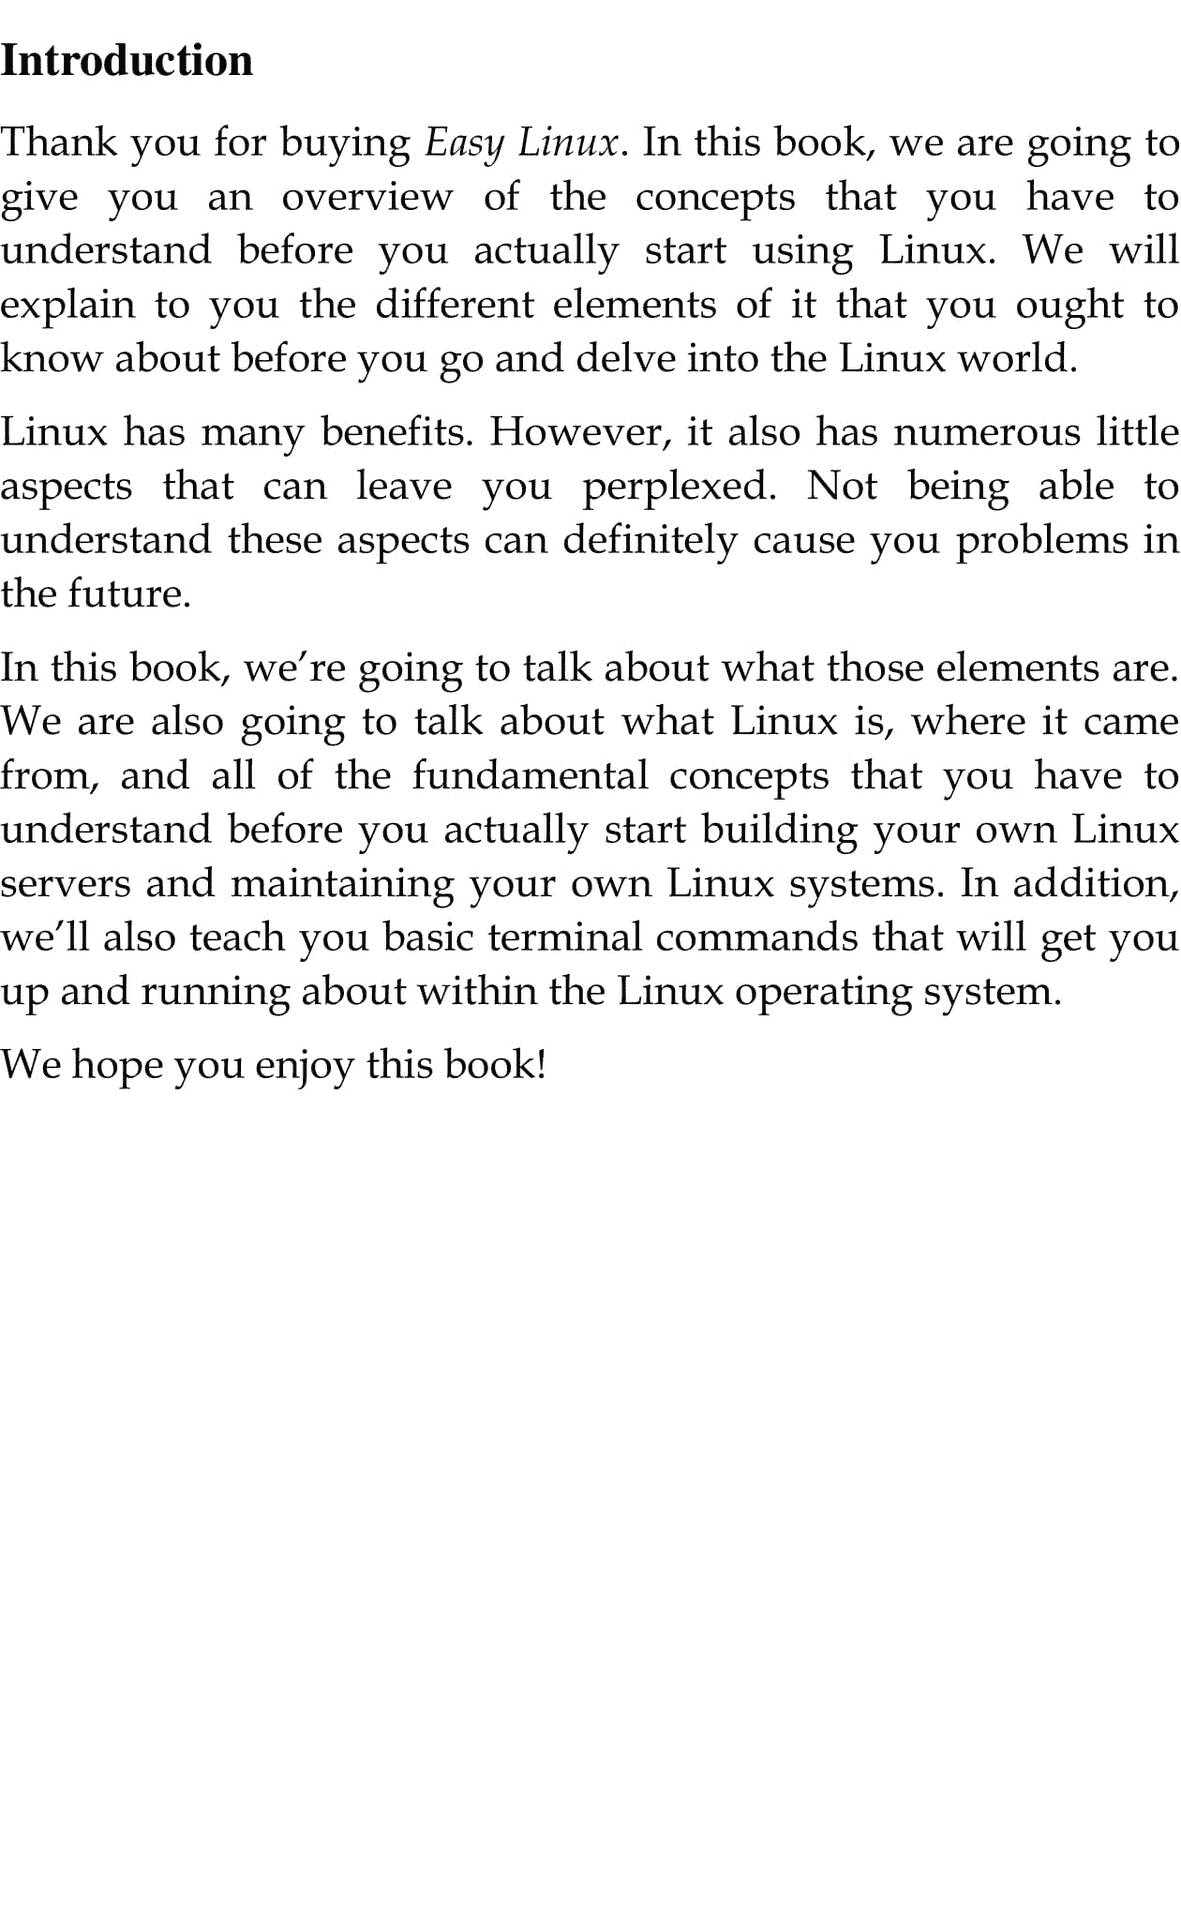 Introduction
Thank you for buying Easy Linux. In this book, we are going to
give you an overview of the concepts that you have to
understand before you actually start using Linux. We will
explain to you the different elements of it that you ought to
know about before you go and delve into the Linux world.
Linux has many benefits. However, it also has numerous little
aspects that can leave you perplexed. Not being able to
understand these aspects can definitely cause you problems in
the future.
In this book, we’re going to talk about what those elements are.
We are also going to talk about what Linux is, where it came
from, and all of the fundamental concepts that you have to
understand before you actually start building your own Linux
servers and maintaining your own Linux systems. In addition,
we’ll also teach you basic terminal commands that will get you
up and running about within the Linux operating system.
We hope you enjoy this book!